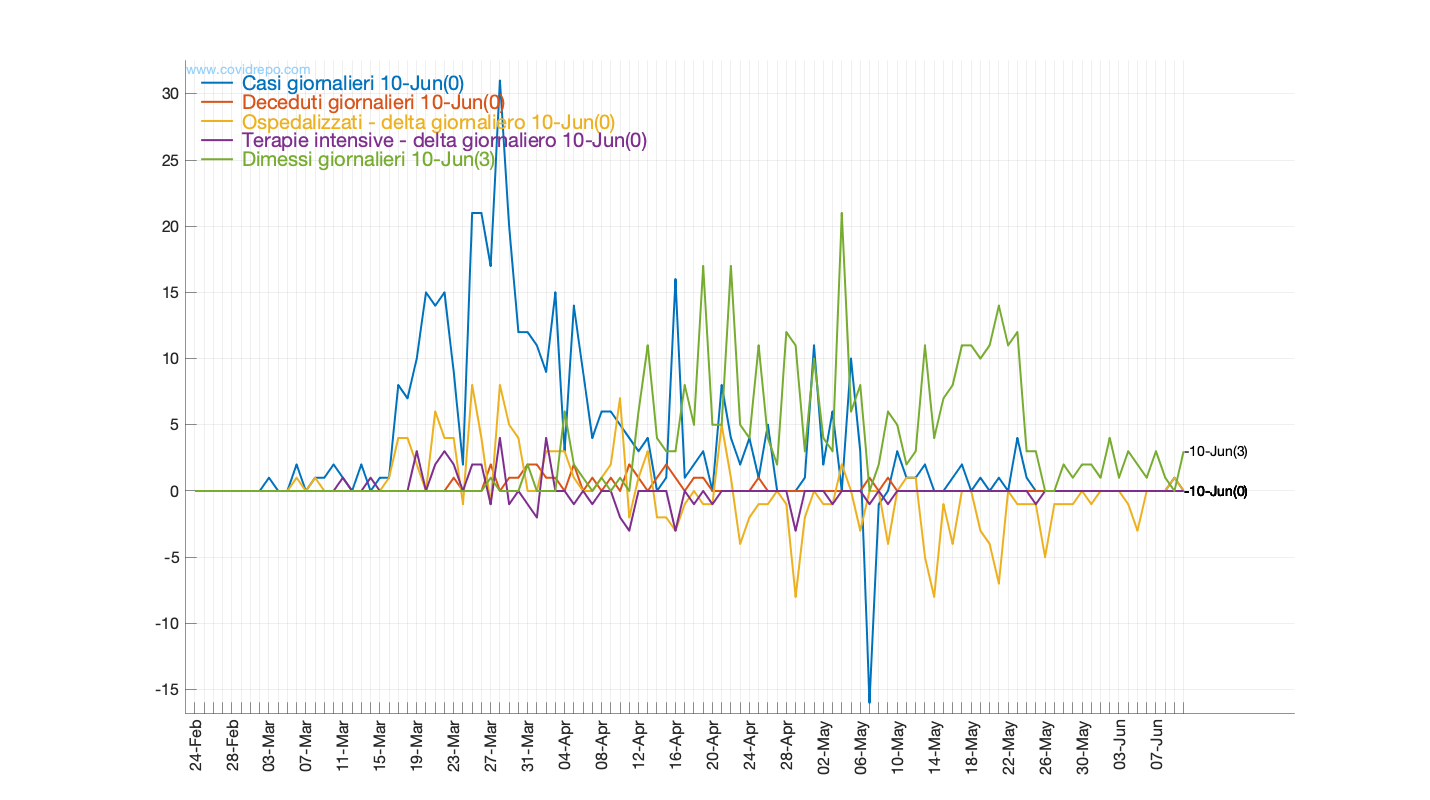 www.covidrepo.com
Casi giornalieri 10-Jun(0)
Deceduti giornalieri 10-Jun(0)
Ospedalizzati - delta giornaliero 10-Jun(0)
Terapie intensive - delta giornaliero 10-Jun(0)
Dimessi giornalieri 10-Jun(3)
30
25
20
15
10
5
0
-5
-10
-15
-10-Jun(3)
-10-Jun(0)
24-Feb
28-Feb
03-Mar
07-Mar
11-Mar
15-Mar
19-Mar
23-Mar
27-Mar
31-Mar
04-Apr
08-Apr
12-Apr
16-Apr
20-Apr
24-Apr
28-Apr
02-May
06-May
10-May
14-May
18-May
22-May
26-May
30-May
03-Jun
07-Jun